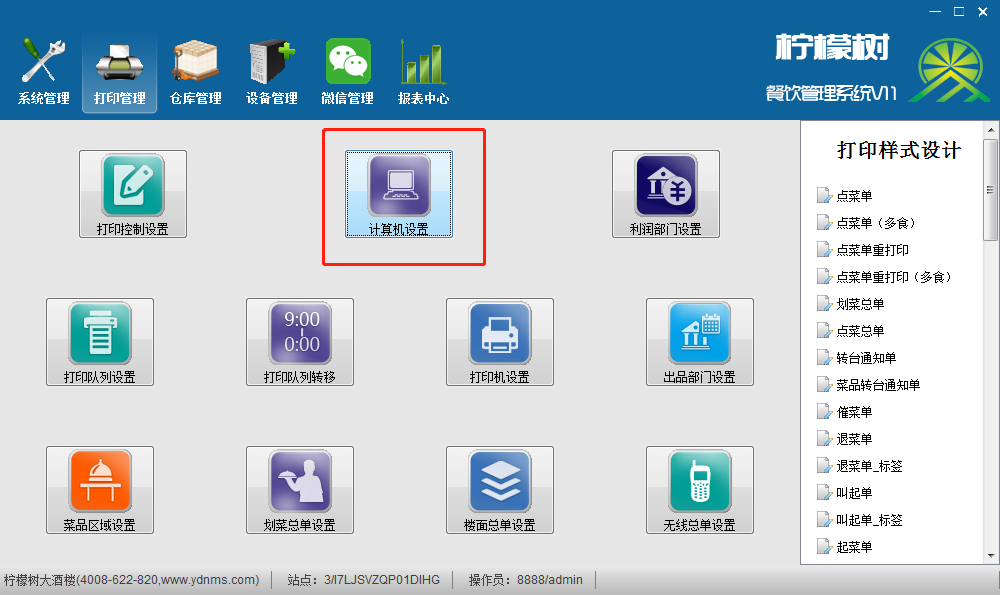 柠檬树
餐饮管理系统V11
系统管理
打印管理
仓库管理
设备管理
微信管理
报表中心
打印控制设置
计算机设置
利润部门设置
打印队列设置
9:00
0:00
打印队列转移
打印机设置
出品部门设置
菜品区域设置
划菜总单设置
楼面总单设置
无线总单设置
打印样式设计
点菜单
点菜单（多食）
点菜单重打印
点菜单重打印（多食）
划菜总单
点菜总单
转台通知单
菜品转台通知单
催菜单
退菜单
退菜单_标签
叫起单
叫起单_标签
起菜单
柠檬树大酒楼(4008-622-820,www.ydnms.com)
站点：3/I7LJSVZQP01DIHG
操作员：8888/admin